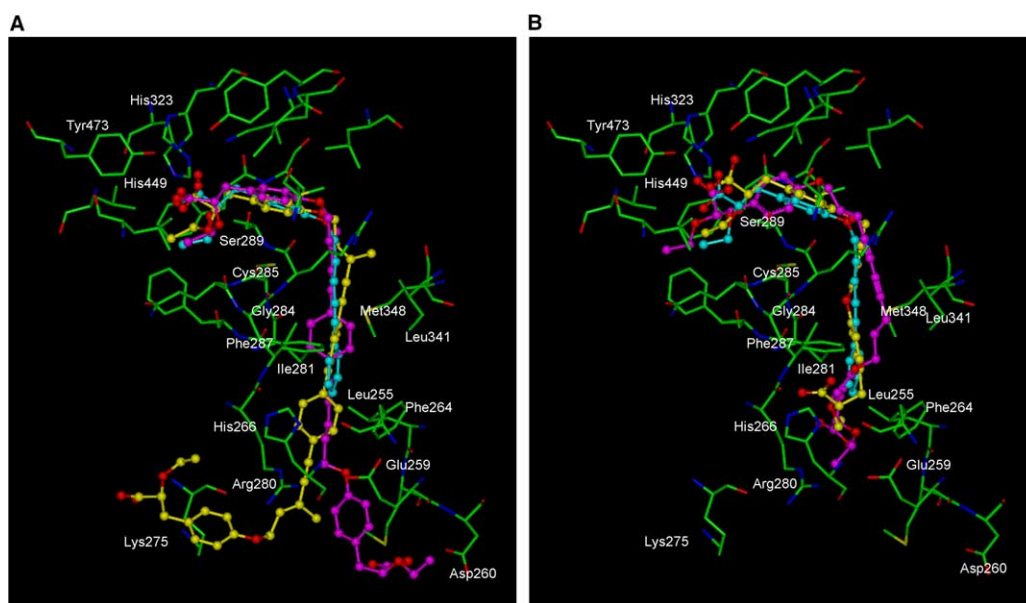 A
His323
Tyr473
His449
Ser289
Cys285
Gly284
Met348
Leu341
Phe287
Ile281
Leu255
Phe264
His266
Glu259
Arg280
Lys275
Asp260
B
His323
Tyr473
His449
Ser289
Cys285
Gly284
Met348
Leu341
Phe287
Ile281
Leu255
Phe264
His266
Glu259
Arg280
Lys275
Asp260